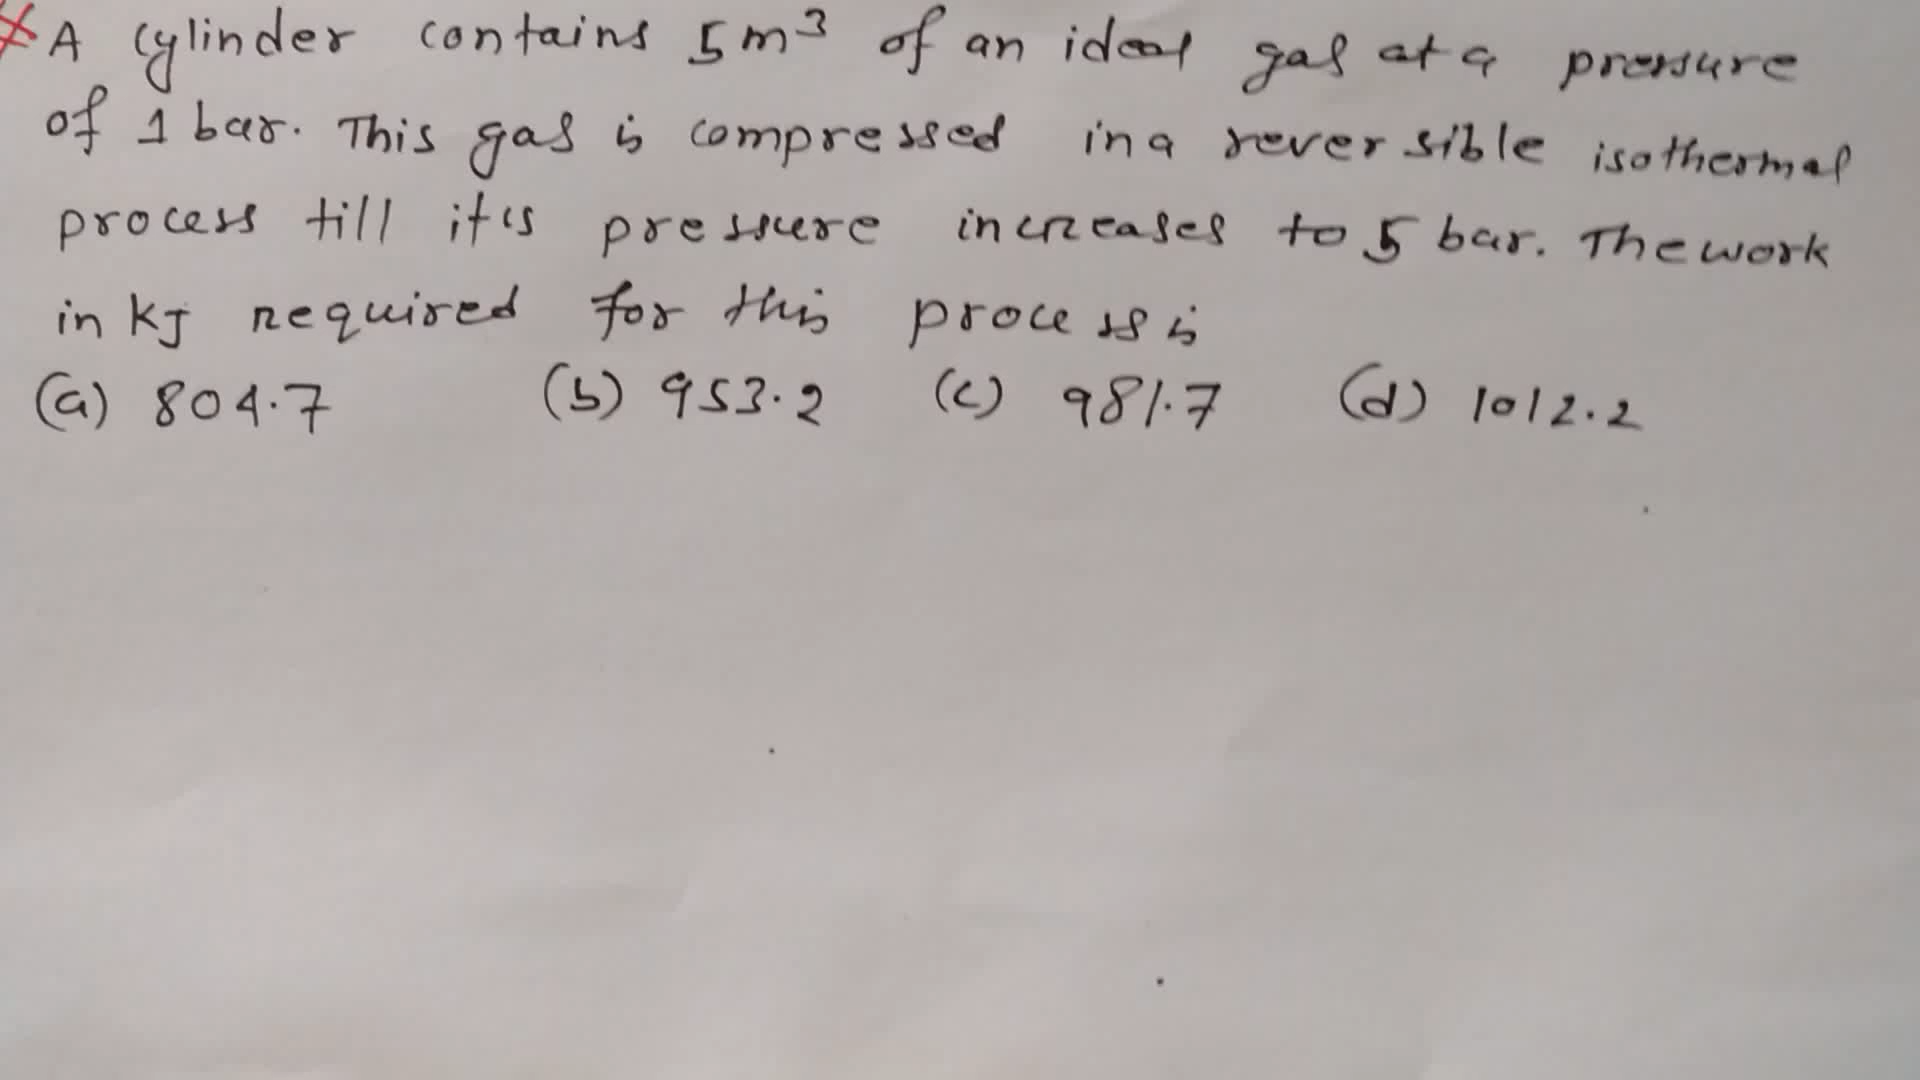 A cylinder contains 5 m³ of an ideal gas at a pressure
of 1 bar. This gas is compressed in a reversible isothermal
process till it's pressure increases to 5 bar. The work
in kJ required for this process is
(a) 804.7 (b) 953.2 (c) 981.7 (d) 1012.2